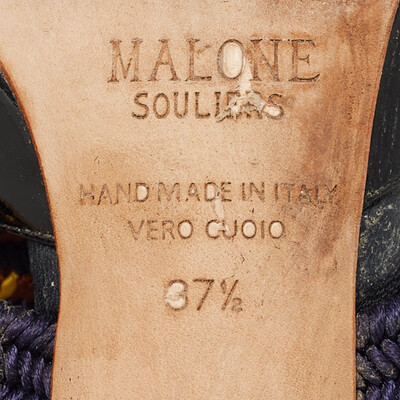 MALONE
SOULIERS
HAND MADE IN ITALY
VERO CUOIO
37½